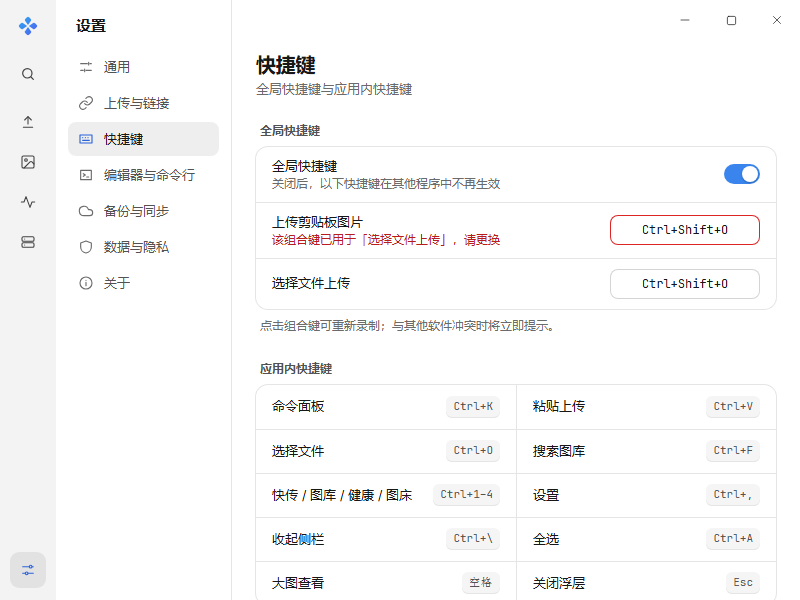 设置
通用
上传与链接
快捷键
编辑器与命令行
备份与同步
数据与隐私
关于
快捷键
全局快捷键与应用内快捷键
全局快捷键
全局快捷键
关闭后，以下快捷键在其他程序中不再生效
上传剪贴板图片
该组合键已用于「选择文件上传」，请更换
Ctrl+Shift+O
选择文件上传
Ctrl+Shift+O
点击组合键可重新录制；与其他软件冲突时将立即提示。
应用内快捷键
命令面板 Ctrl+K
粘贴上传 Ctrl+V
选择文件 Ctrl+O
搜索图库 Ctrl+F
快传 / 图库 / 健康 / 图床 Ctrl+1-4
设置 Ctrl+,
收起侧栏 Ctrl+\
全选 Ctrl+A
大图查看 空格
关闭浮层 Esc